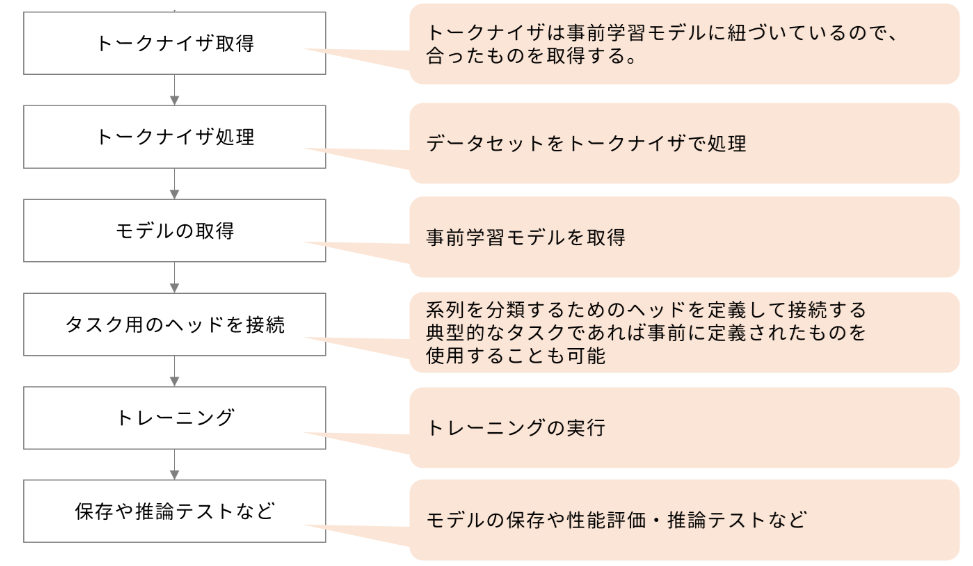 トークナイザ取得
トークナイザは事前学習モデルに紐づいているので、
合ったものを取得する。
トークナイザ処理
データセットをトークナイザで処理
モデルの取得
事前学習モデルを取得
タスク用のヘッドを接続
系列を分類するためのヘッドを定義して接続する
典型的なタスクであれば事前に定義されたものを
使用することも可能
トレーニング
トレーニングの実行
保存や推論テストなど
モデルの保存や性能評価・推論テストなど